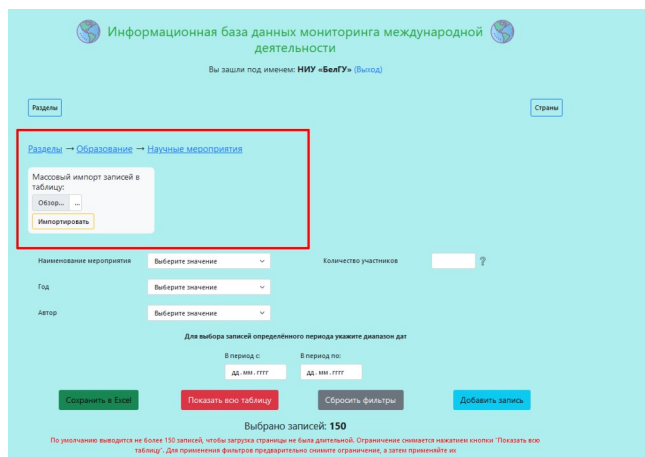 Информационная база данных мониторинга международной
деятельности
Вы зашли под именем: НИУ «БелГУ» (Выход)
Разделы
Страны
Разделы → Образование → Научные мероприятия
Массовый импорт записей в
таблицу:
Обзор... ...
Импортировать
Наименование мероприятия Выберите значение Количество участников ?
Год Выберите значение
Автор Выберите значение
Для выбора записей определённого периода укажите диапазон дат
В период с: В период по:
дд.мм.гггг дд.мм.гггг
Сохранить в Excel Показать всю таблицу Сбросить фильтры Добавить запись
Выбрано записей: 150
По умолчанию выводится не более 150 записей, чтобы загрузка страницы не была длительной. Ограничение снимается нажатием кнопки "Показать всю
таблицу". Для применения фильтров предварительно снимите ограничение, а затем применяйте их